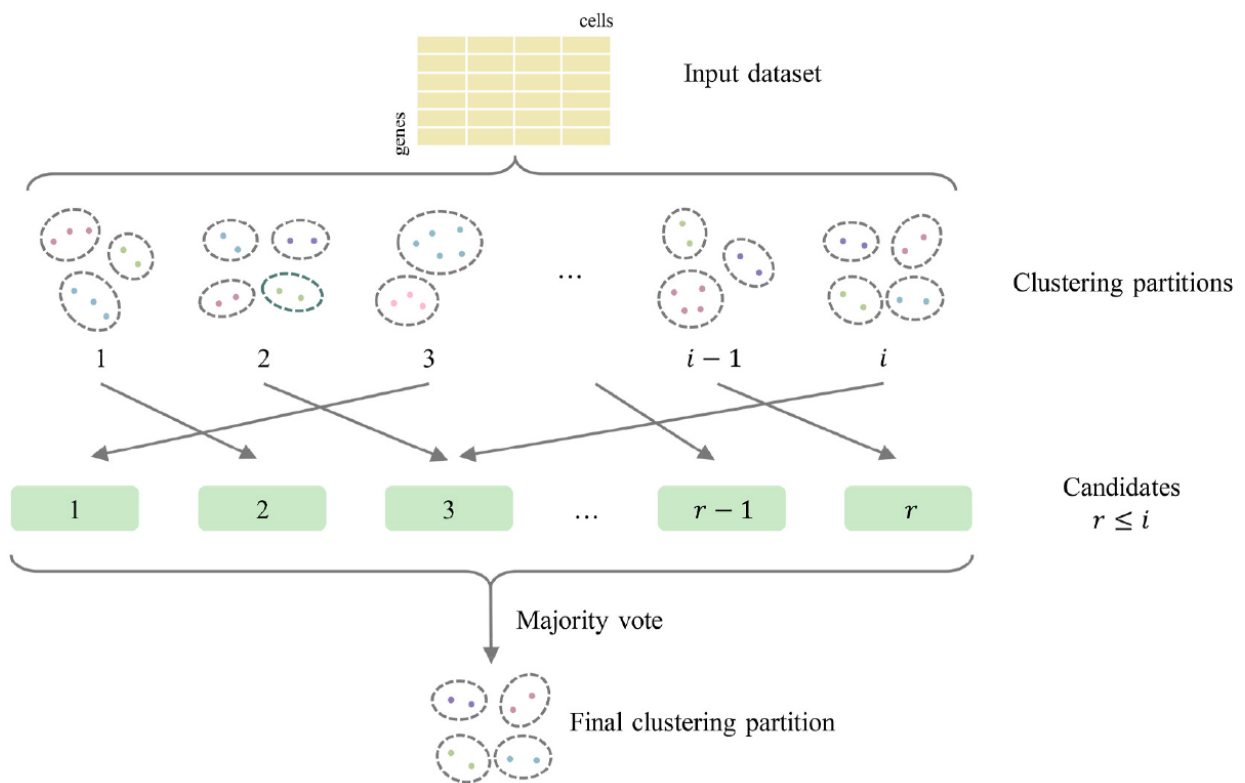 cells
Input dataset
genes
...
Clustering partitions
1 2 3 i − 1 i
1 2 3 ... r − 1 r
Candidates
r ≤ i
Majority vote
Final clustering partition